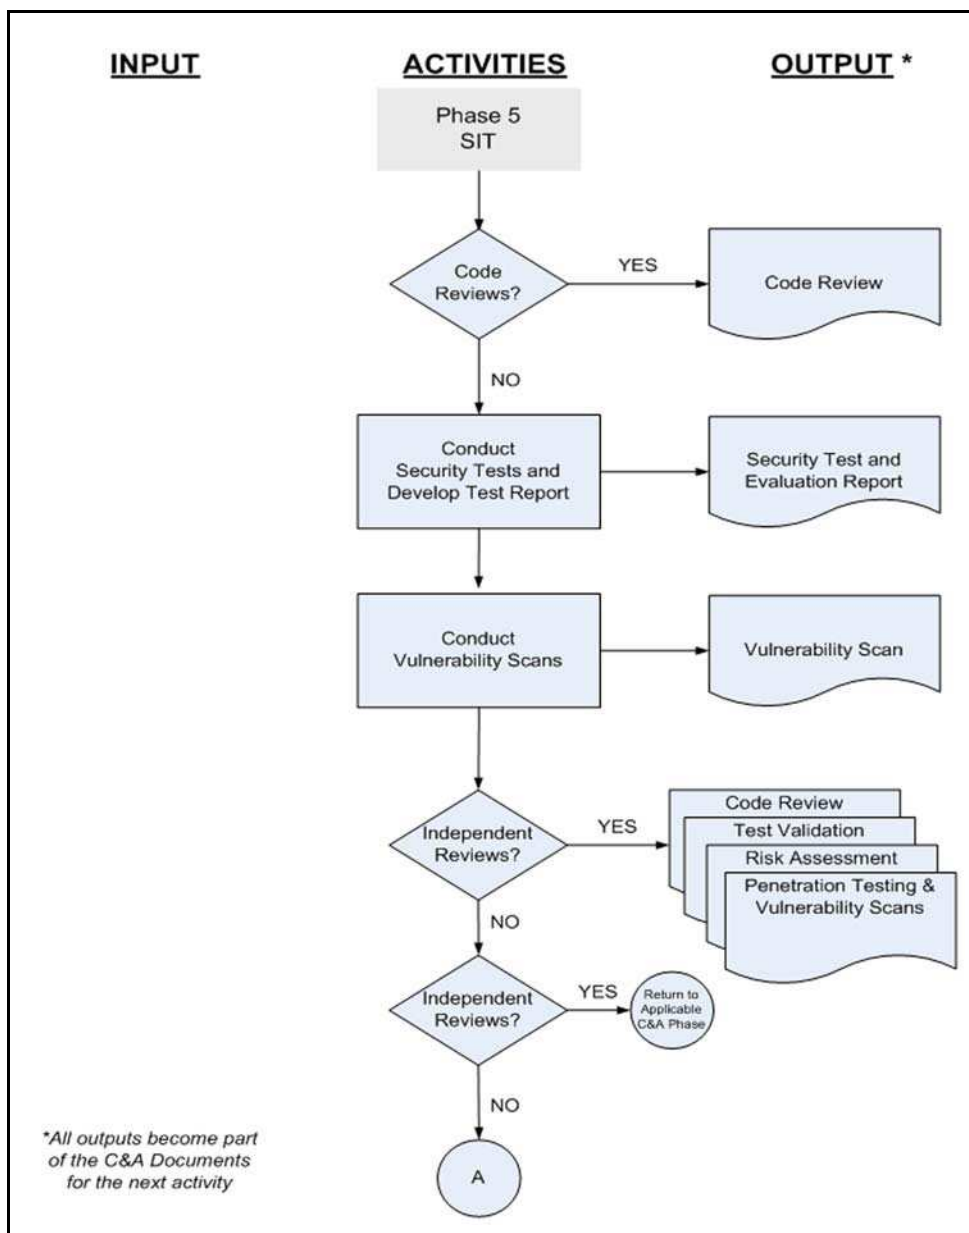 INPUT
ACTIVITIES
OUTPUT *
Phase 5
SIT
Code
Reviews?
YES
Code Review
NO
Conduct
Security Tests and
Develop Test Report
Security Test and
Evaluation Report
Conduct
Vulnerability Scans
Vulnerability Scan
Independent
Reviews?
YES
Code Review
Test Validation
Risk Assessment
Penetration Testing &
Vulnerability Scans
NO
Independent
Reviews?
YES
Return to
Applicable
C&A Phase
NO
A
*All outputs become part
of the C&A Documents
for the next activity